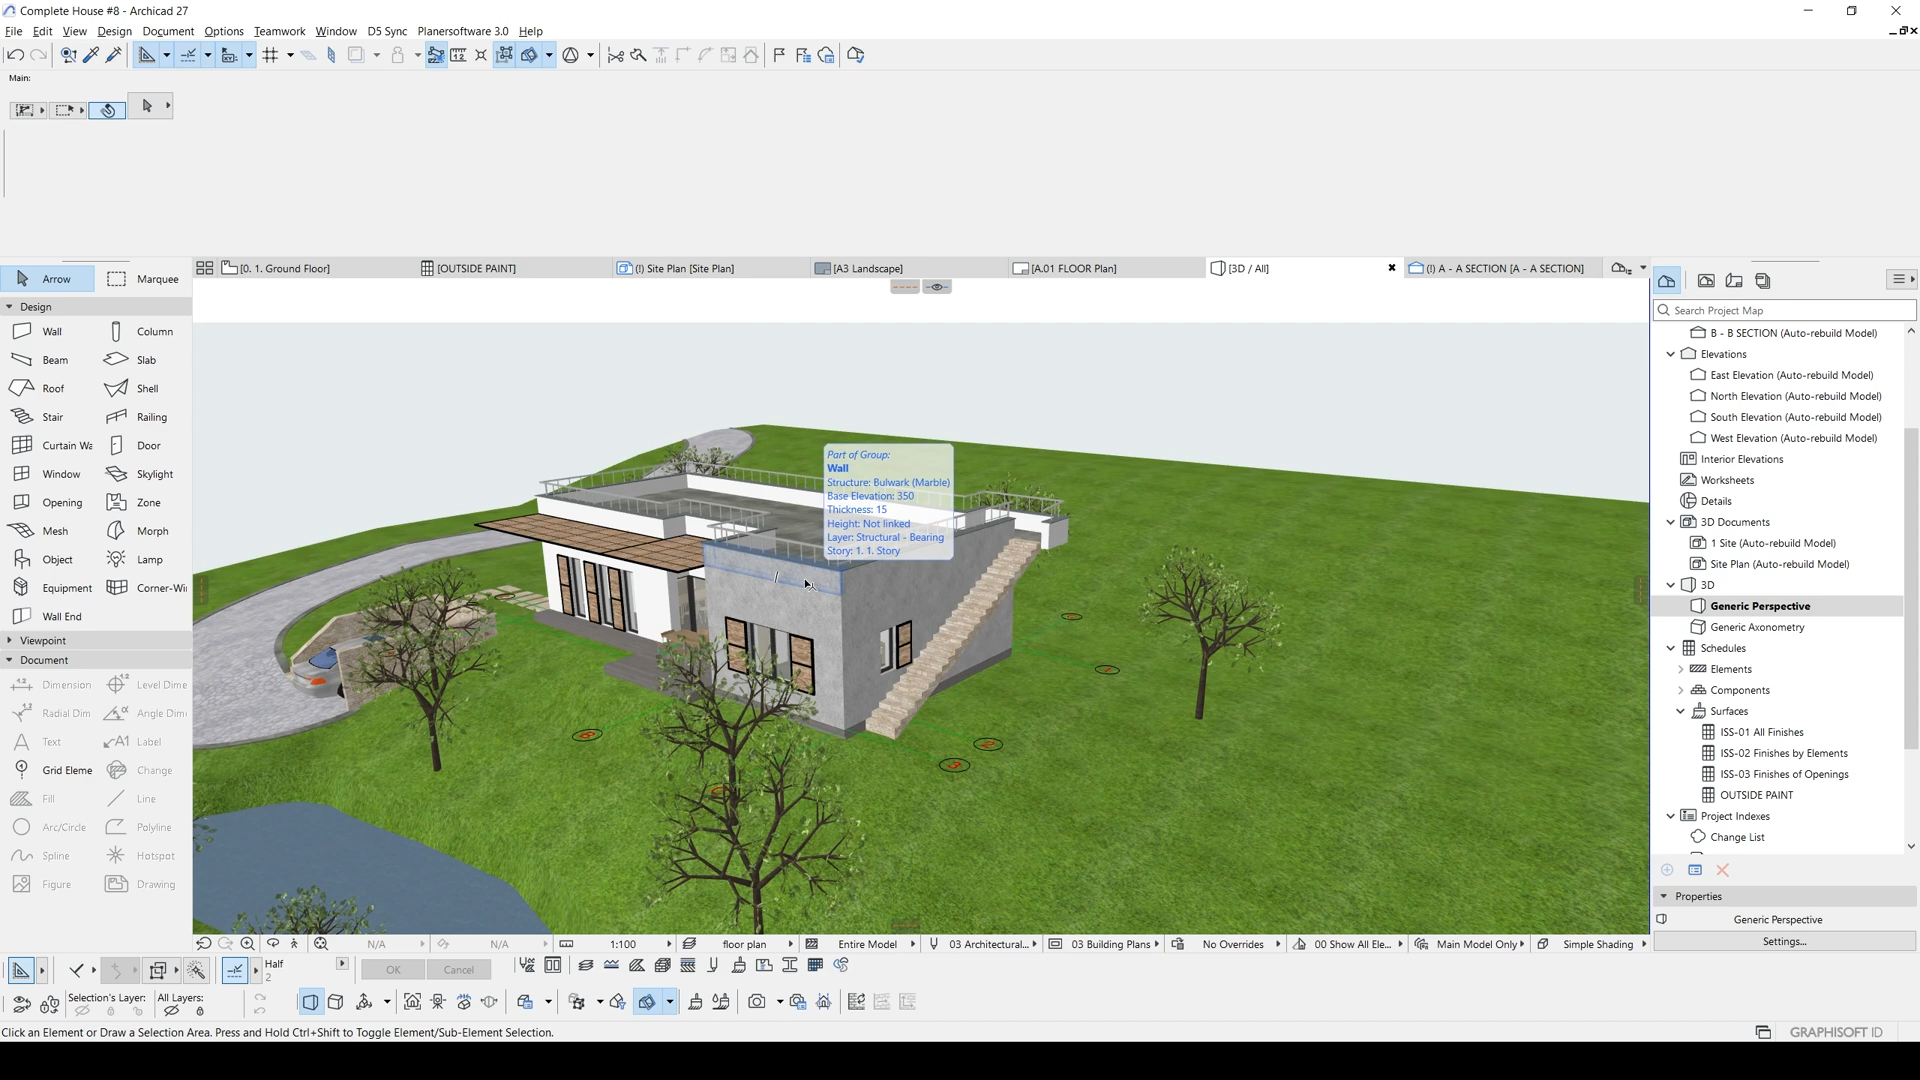 Complete House #8 - Archicad 27
File Edit View Design Document Options Teamwork Window D5 Sync Planersoftware 3.0 Help
Main:
Arrow Marquee
[0. 1. Ground Floor] [OUTSIDE PAINT] (!) Site Plan [Site Plan] [A3 Landscape] [A.01 FLOOR Plan] [3D / All] (!) A - A SECTION [A - A SECTION]
Design
Wall Column
Beam Slab
Roof Shell
Stair Railing
Curtain Wa Door
Window Skylight
Opening Zone
Mesh Morph
Object Lamp
Equipment Corner-Wi
Wall End
Viewpoint
Document
Dimension Level Dime
Radial Dim Angle Dim
Text Label
Grid Eleme Change
Fill Line
Arc/Circle Polyline
Spline Hotspot
Figure Drawing
Part of Group:
Wall
Structure: Bulwark (Marble)
Base Elevation: 350
Thickness: 15
Height: Not linked
Layer: Structural - Bearing
Story: 1. 1. Story
Search Project Map
B - B SECTION (Auto-rebuild Model)
Elevations
East Elevation (Auto-rebuild Model)
North Elevation (Auto-rebuild Model)
South Elevation (Auto-rebuild Model)
West Elevation (Auto-rebuild Model)
Interior Elevations
Worksheets
Details
3D Documents
1 Site (Auto-rebuild Model)
Site Plan (Auto-rebuild Model)
3D
Generic Perspective
Generic Axonometry
Schedules
Elements
Components
Surfaces
ISS-01 All Finishes
ISS-02 Finishes by Elements
ISS-03 Finishes of Openings
OUTSIDE PAINT
Project Indexes
Change List
Properties
Generic Perspective
Settings...
N/A N/A 1:100 floor plan Entire Model 03 Architectural... 03 Building Plans No Overrides 00 Show All Ele... Main Model Only Simple Shading
Half
2
OK Cancel
Selection's Layer: All Layers:
Click an Element or Draw a Selection Area. Press and Hold Ctrl+Shift to Toggle Element/Sub-Element Selection.
GRAPHISOFT ID